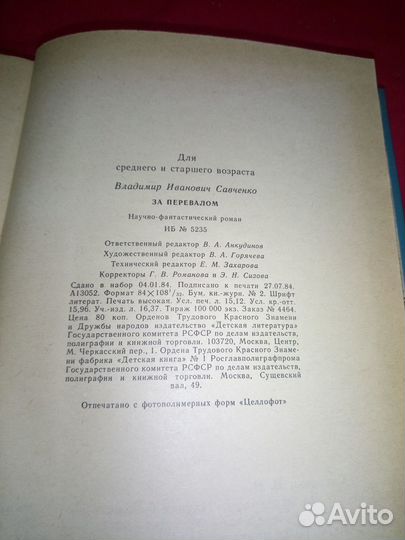 Для
среднего и старшего возраста
Владимир Иванович Савченко
ЗА ПЕРЕВАЛОМ
Научно-фантастический роман
ИБ № 5235
Ответственный редактор В. А. Анкудинов
Художественный редактор В. А. Горячева
Технический редактор Е. М. Захарова
Корректоры Г. В. Романова и Э. Н. Сизова
Сдано в набор 04.01.84. Подписано к печати 27.07.84.
А13052. Формат 84×108¹/₃₂. Бум. кн.-журн. № 2. Шрифт
литерат. Печать высокая. Усл. печ. л. 15,12. Усл. кр.-отт.
15,96. Уч.-изд. л. 16,37. Тираж 100 000 экз. Заказ № 4464.
Цена 80 коп. Орденов Трудового Красного Знамени
и Дружбы народов издательство «Детская литература»
Государственного комитета РСФСР по делам издательств,
полиграфии и книжной торговли. 103720, Москва, Центр,
М. Черкасский пер., 1. Ордена Трудового Красного Знаме-
ни фабрика «Детская книга» № 1 Росглавполиграфпрома
Государственного комитета РСФСР по делам издательств,
полиграфии и книжной торговли. Москва, Сущевский
вал, 49.
Отпечатано с фотополимерных форм «Целлофот»
Avito